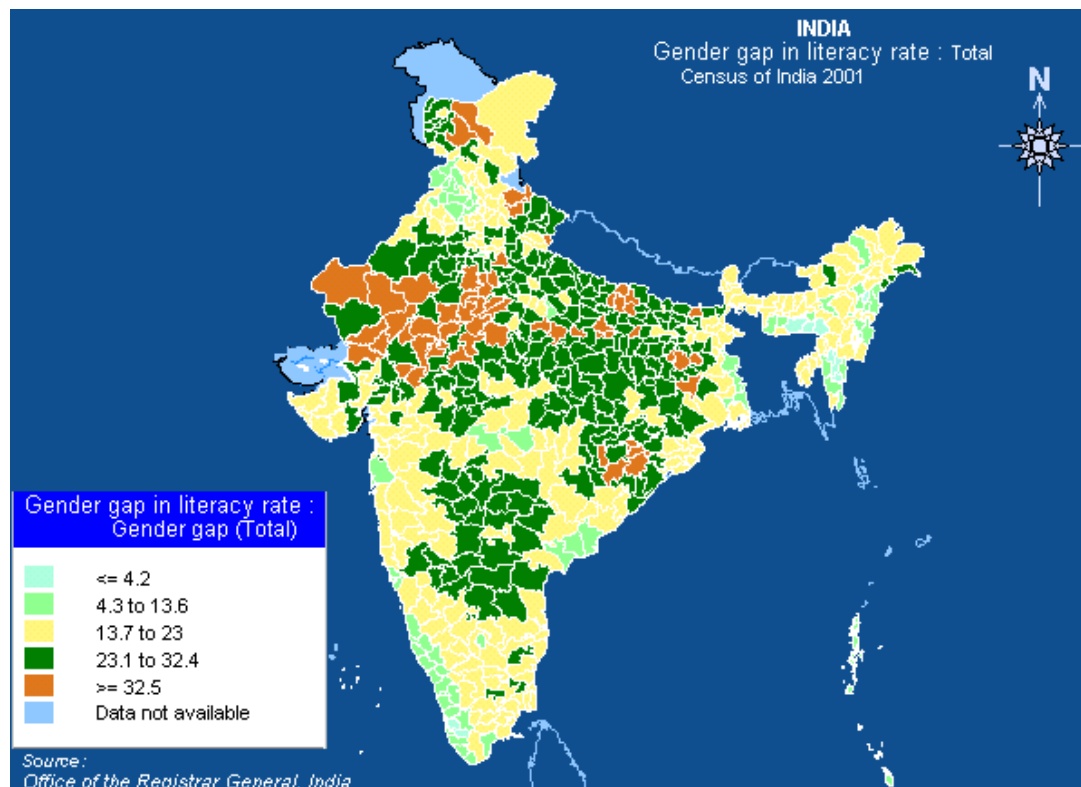 INDIA
Gender gap in literacy rate : Total
Census of India 2001
N
Gender gap in literacy rate :
Gender gap (Total)
<= 4.2
4.3 to 13.6
13.7 to 23
23.1 to 32.4
>= 32.5
Data not available
Source :
Office of the Registrar General, India